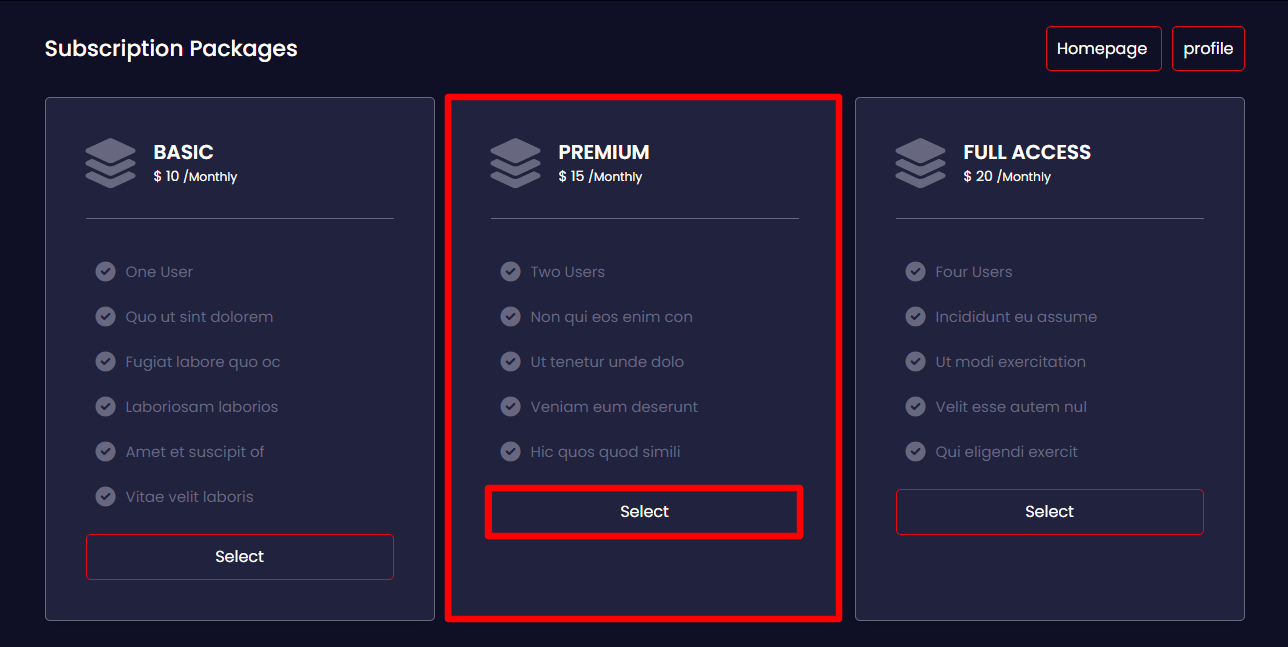 Subscription Packages
Homepage
profile
BASIC
$ 10 /Monthly
One User
Quo ut sint dolorem
Fugiat labore quo oc
Laboriosam laborios
Amet et suscipit of
Vitae velit laboris
Select
PREMIUM
$ 15 /Monthly
Two Users
Non qui eos enim con
Ut tenetur unde dolo
Veniam eum deserunt
Hic quos quod simili
Select
FULL ACCESS
$ 20 /Monthly
Four Users
Incididunt eu assume
Ut modi exercitation
Velit esse autem nul
Qui eligendi exercit
Select